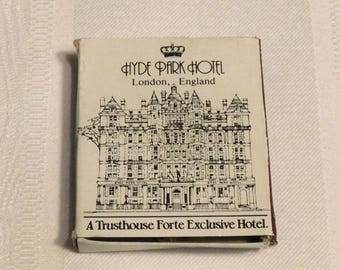 HYDE PARK HOTEL
London, England
A Trusthouse Forte Exclusive Hotel.